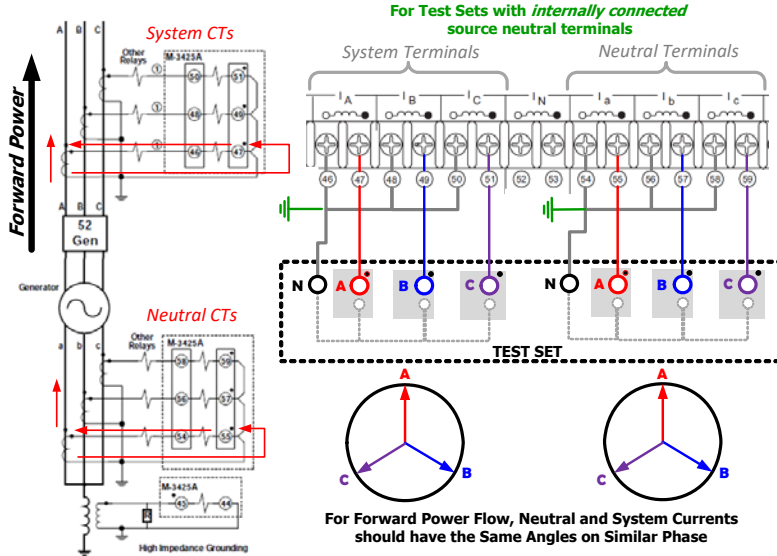 For Test Sets with internally connected
source neutral terminals
System CTs
A B C
Other
Relays
M-3425A
1
50
51
1
48
49
1
46
47
Forward Power
A B C
52
Gen
Generator
Neutral CTs
a b c
Other
Relays
M-3425A
58
59
56
57
54
55
M-3425A
43
44
R
High Impedance Grounding
System Terminals
Neutral Terminals
I A
I B
I C
I N
I a
I b
I c
46 47 48 49 50 51 52 53 54 55 56 57 58 59
N A B C N A B C
TEST SET
A
C
B
A
C
B
For Forward Power Flow, Neutral and System Currents
should have the Same Angles on Similar Phase